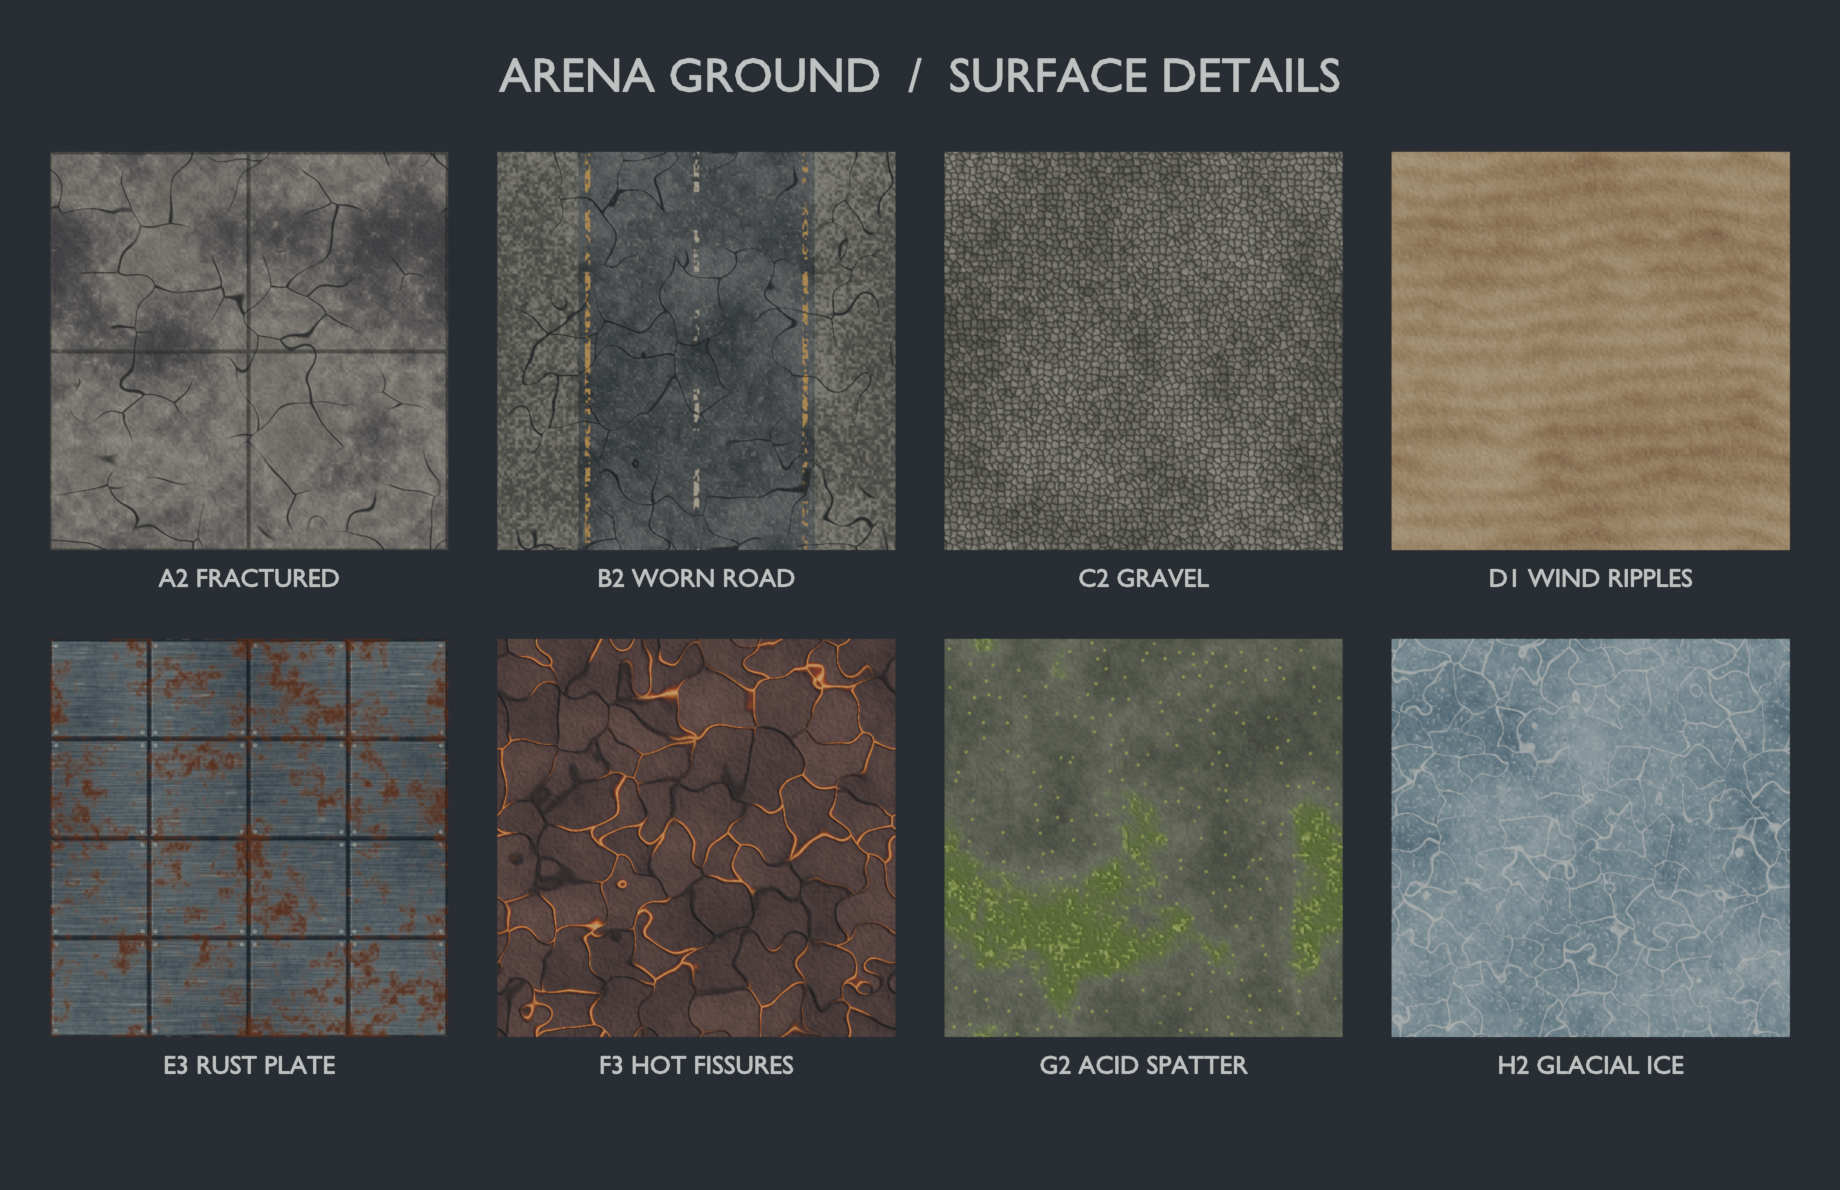 ARENA GROUND / SURFACE DETAILS
A2 FRACTURED
B2 WORN ROAD
C2 GRAVEL
D1 WIND RIPPLES
E3 RUST PLATE
F3 HOT FISSURES
G2 ACID SPATTER
H2 GLACIAL ICE